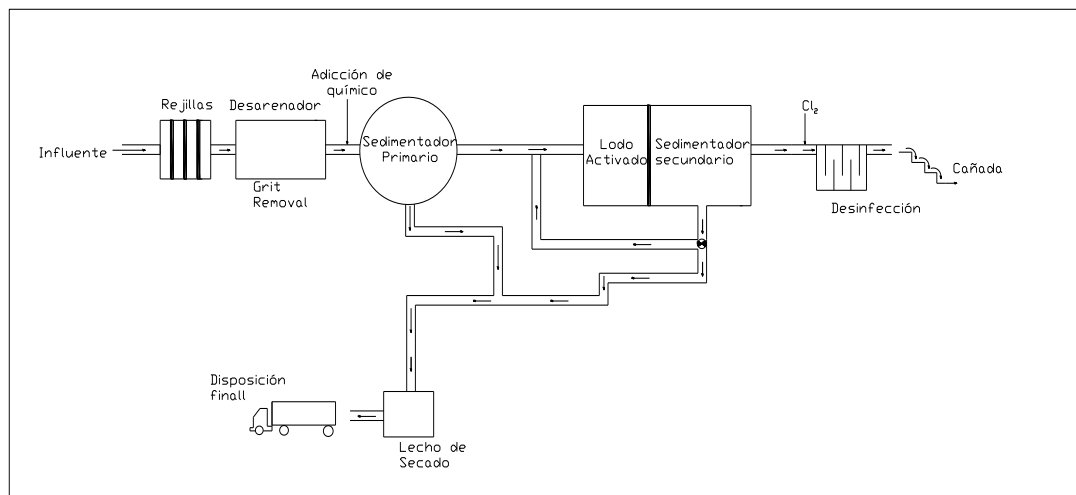 Adicción de
químico
Rejillas
Desarenador
Cl₂
Influente
Sedimentador
Primario
Lodo
Activado
Sedimentador
secundario
Cañada
Grit
Removal
Desinfección
Disposición
finall
Lecho de
Secado